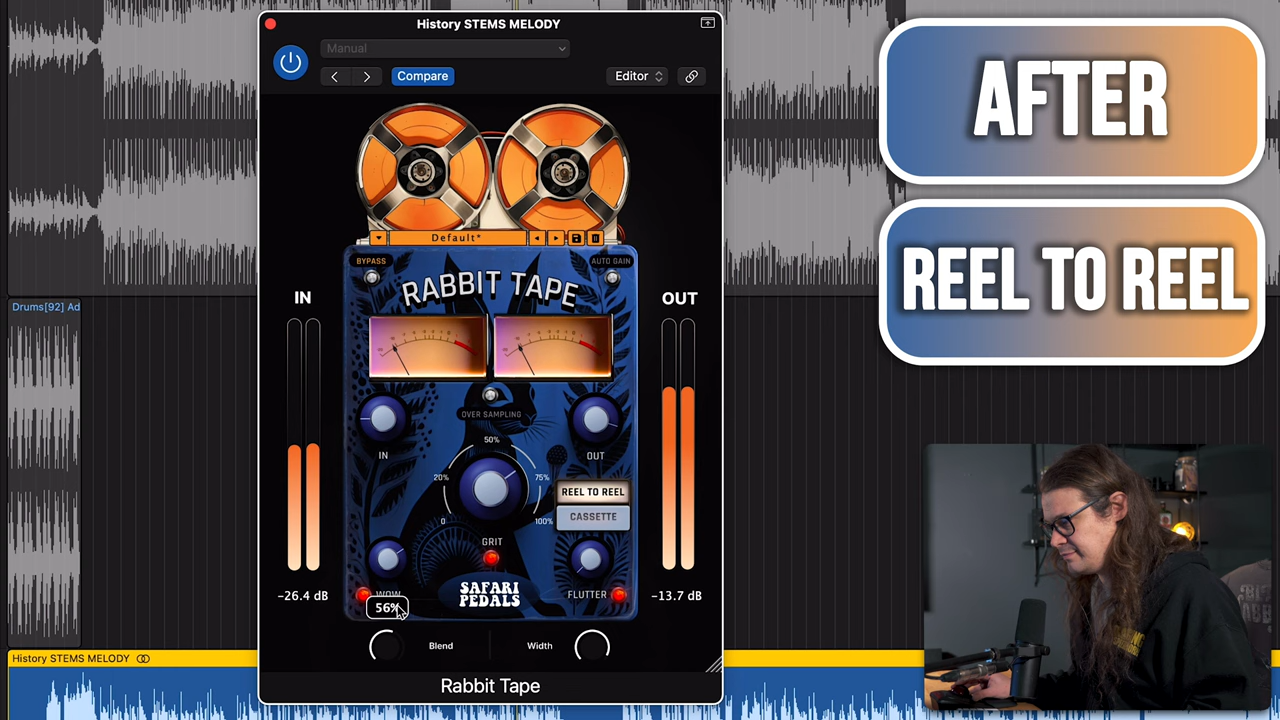 History STEMS MELODY
Manual
Compare
Editor
AFTER
REEL TO REEL
Default*
BYPASS
AUTO GAIN
RABBIT TAPE
IN
OUT
Drums[92] Ad
OVER SAMPLING
IN
OUT
50%
20%
75%
0
100%
REEL TO REEL
CASSETTE
GRIT
WOW
FLUTTER
SAFARI
PEDALS
56%
-26.4 dB
-13.7 dB
Blend
Width
History STEMS MELODY
Rabbit Tape